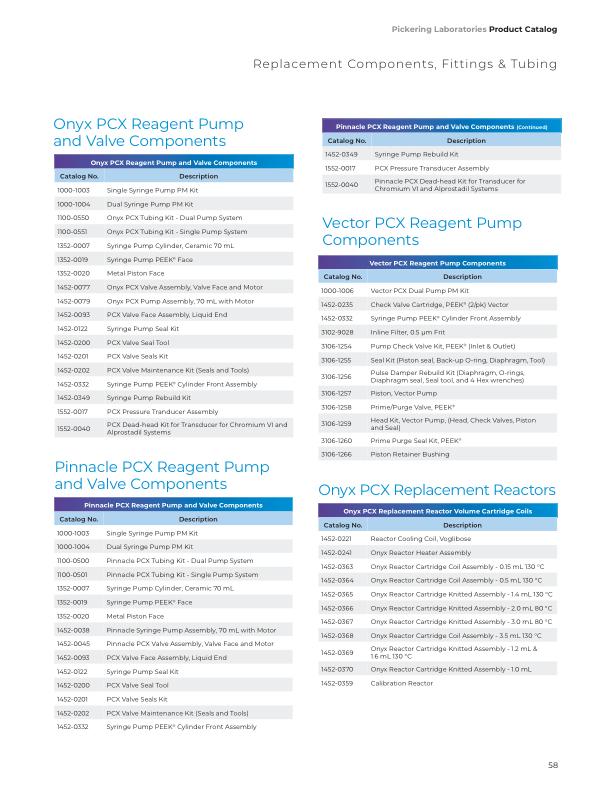 Pickering Laboratories Product Catalog
Replacement Components, Fittings & Tubing
Onyx PCX Reagent Pump
and Valve Components
Onyx PCX Reagent Pump and Valve Components
Catalog No. Description
1000-1003 Single Syringe Pump PM Kit
1000-1004 Dual Syringe Pump PM Kit
1100-0550 Onyx PCX Tubing Kit - Dual Pump System
1100-0551 Onyx PCX Tubing Kit - Single Pump System
1352-0007 Syringe Pump Cylinder, Ceramic 70 mL
1352-0019 Syringe Pump PEEK® Face
1352-0020 Metal Piston Face
1452-0077 Onyx PCX Valve Assembly, Valve Face and Motor
1452-0079 Onyx PCX Pump Assembly, 70 mL with Motor
1452-0093 PCX Valve Face Assembly, Liquid End
1452-0122 Syringe Pump Seal Kit
1452-0200 PCX Valve Seal Tool
1452-0201 PCX Valve Seals Kit
1452-0202 PCX Valve Maintenance Kit (Seals and Tools)
1452-0332 Syringe Pump PEEK® Cylinder Front Assembly
1452-0349 Syringe Pump Rebuild Kit
1552-0017 PCX Pressure Tranducer Assembly
1552-0040 PCX Dead-head Kit for Transducer for Chromium VI and
Alprostadil Systems
Pinnacle PCX Reagent Pump
and Valve Components
Pinnacle PCX Reagent Pump and Valve Components
Catalog No. Description
1000-1003 Single Syringe Pump PM Kit
1000-1004 Dual Syringe Pump PM Kit
1100-0500 Pinnacle PCX Tubing Kit - Dual Pump System
1100-0501 Pinnacle PCX Tubing Kit - Single Pump System
1352-0007 Syringe Pump Cylinder, Ceramic 70 mL
1352-0019 Syringe Pump PEEK® Face
1352-0020 Metal Piston Face
1452-0038 Pinnacle Syringe Pump Assembly, 70 mL with Motor
1452-0045 Pinnacle PCX Valve Assembly, Valve Face and Motor
1452-0093 PCX Valve Face Assembly, Liquid End
1452-0122 Syringe Pump Seal Kit
1452-0200 PCX Valve Seal Tool
1452-0201 PCX Valve Seals Kit
1452-0202 PCX Valve Maintenance Kit (Seals and Tools)
1452-0332 Syringe Pump PEEK® Cylinder Front Assembly
Pinnacle PCX Reagent Pump and Valve Components (Continued)
Catalog No. Description
1452-0349 Syringe Pump Rebuild Kit
1552-0017 PCX Pressure Transducer Assembly
1552-0040 Pinnacle PCX Dead-head Kit for Transducer for
Chromium VI and Alprostadil Systems
Vector PCX Reagent Pump
Components
Vector PCX Reagent Pump Components
Catalog No. Description
1000-1006 Vector PCX Dual Pump PM Kit
1452-0235 Check Valve Cartridge, PEEK® (2/pk) Vector
1452-0332 Syringe Pump PEEK® Cylinder Front Assembly
3102-9028 Inline Filter, 0.5 µm Frit
3106-1254 Pump Check Valve Kit, PEEK® (Inlet & Outlet)
3106-1255 Seal Kit (Piston seal, Back-up O-ring, Diaphragm, Tool)
3106-1256 Pulse Damper Rebuild Kit (Diaphragm, O-rings,
Diaphragm seal, Seal tool, and 4 Hex wrenches)
3106-1257 Piston, Vector Pump
3106-1258 Prime/Purge Valve, PEEK®
3106-1259 Head Kit, Vector Pump, (Head, Check Valves, Piston
and Seal)
3106-1260 Prime Purge Seal Kit, PEEK®
3106-1266 Piston Retainer Bushing
Onyx PCX Replacement Reactors
Onyx PCX Replacement Reactor Volume Cartridge Coils
Catalog No. Description
1452-0221 Reactor Cooling Coil, Voglibose
1452-0241 Onyx Reactor Heater Assembly
1452-0363 Onyx Reactor Cartridge Coil Assembly - 0.15 mL 130 °C
1452-0364 Onyx Reactor Cartridge Coil Assembly - 0.5 mL 130 °C
1452-0365 Onyx Reactor Cartridge Knitted Assembly - 1.4 mL 130 °C
1452-0366 Onyx Reactor Cartridge Knitted Assembly - 2.0 mL 80 °C
1452-0367 Onyx Reactor Cartridge Knitted Assembly - 3.0 mL 80 °C
1452-0368 Onyx Reactor Cartridge Coil Assembly - 3.5 mL 130 °C
1452-0369 Onyx Reactor Cartridge Knitted Assembly - 1.2 mL &
1.6 mL 130 °C
1452-0370 Onyx Reactor Cartridge Knitted Assembly - 1.0 mL
1452-0359 Calibration Reactor
58